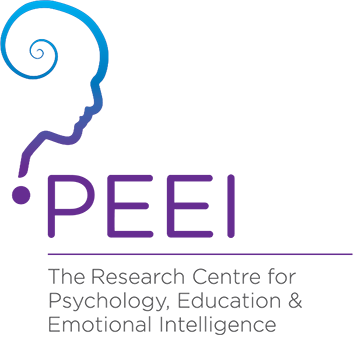 PEEI
The Research Centre for
Psychology, Education &
Emotional Intelligence